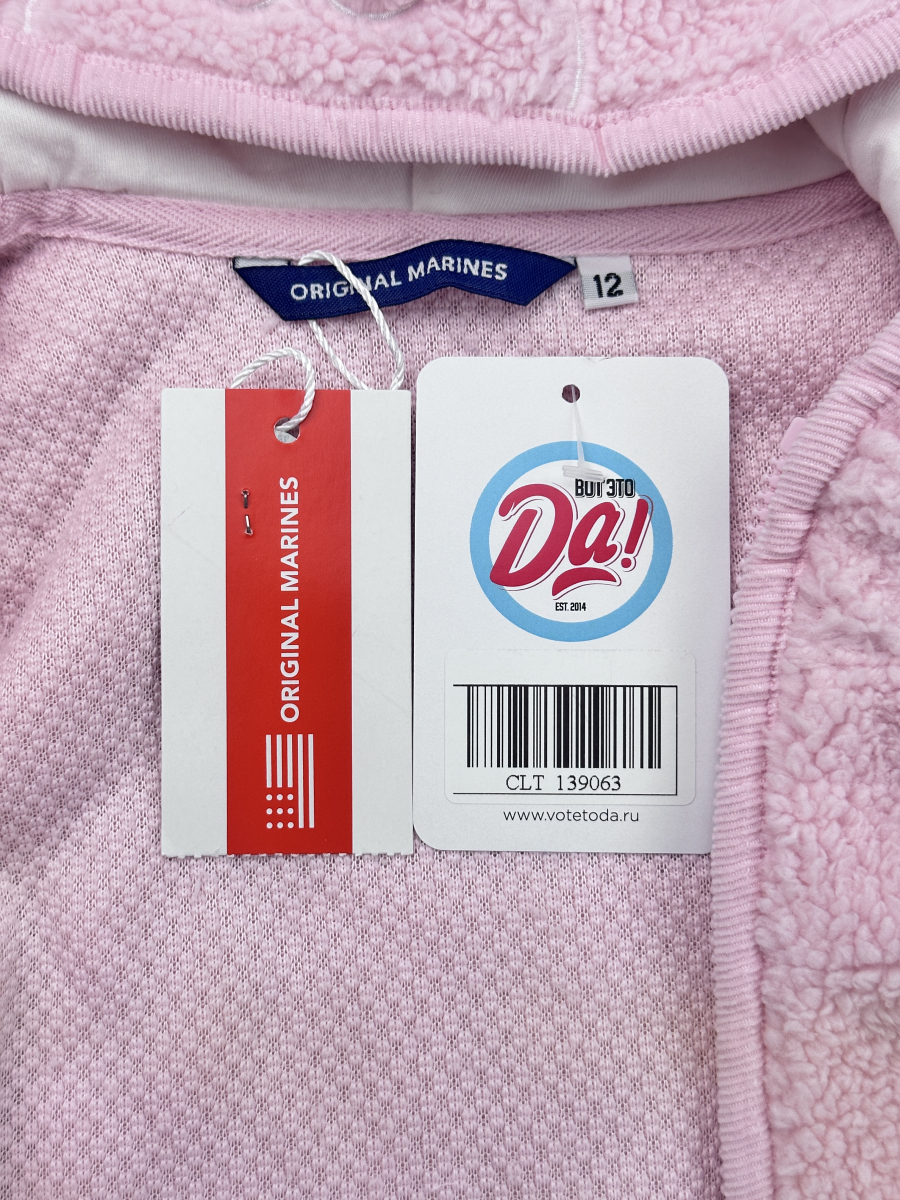 ORIGINAL MARINES
12
ORIGINAL MARINES
ВОТ ЭТО
Da!
EST. 2014
CLT 139063
www.votetoda.ru